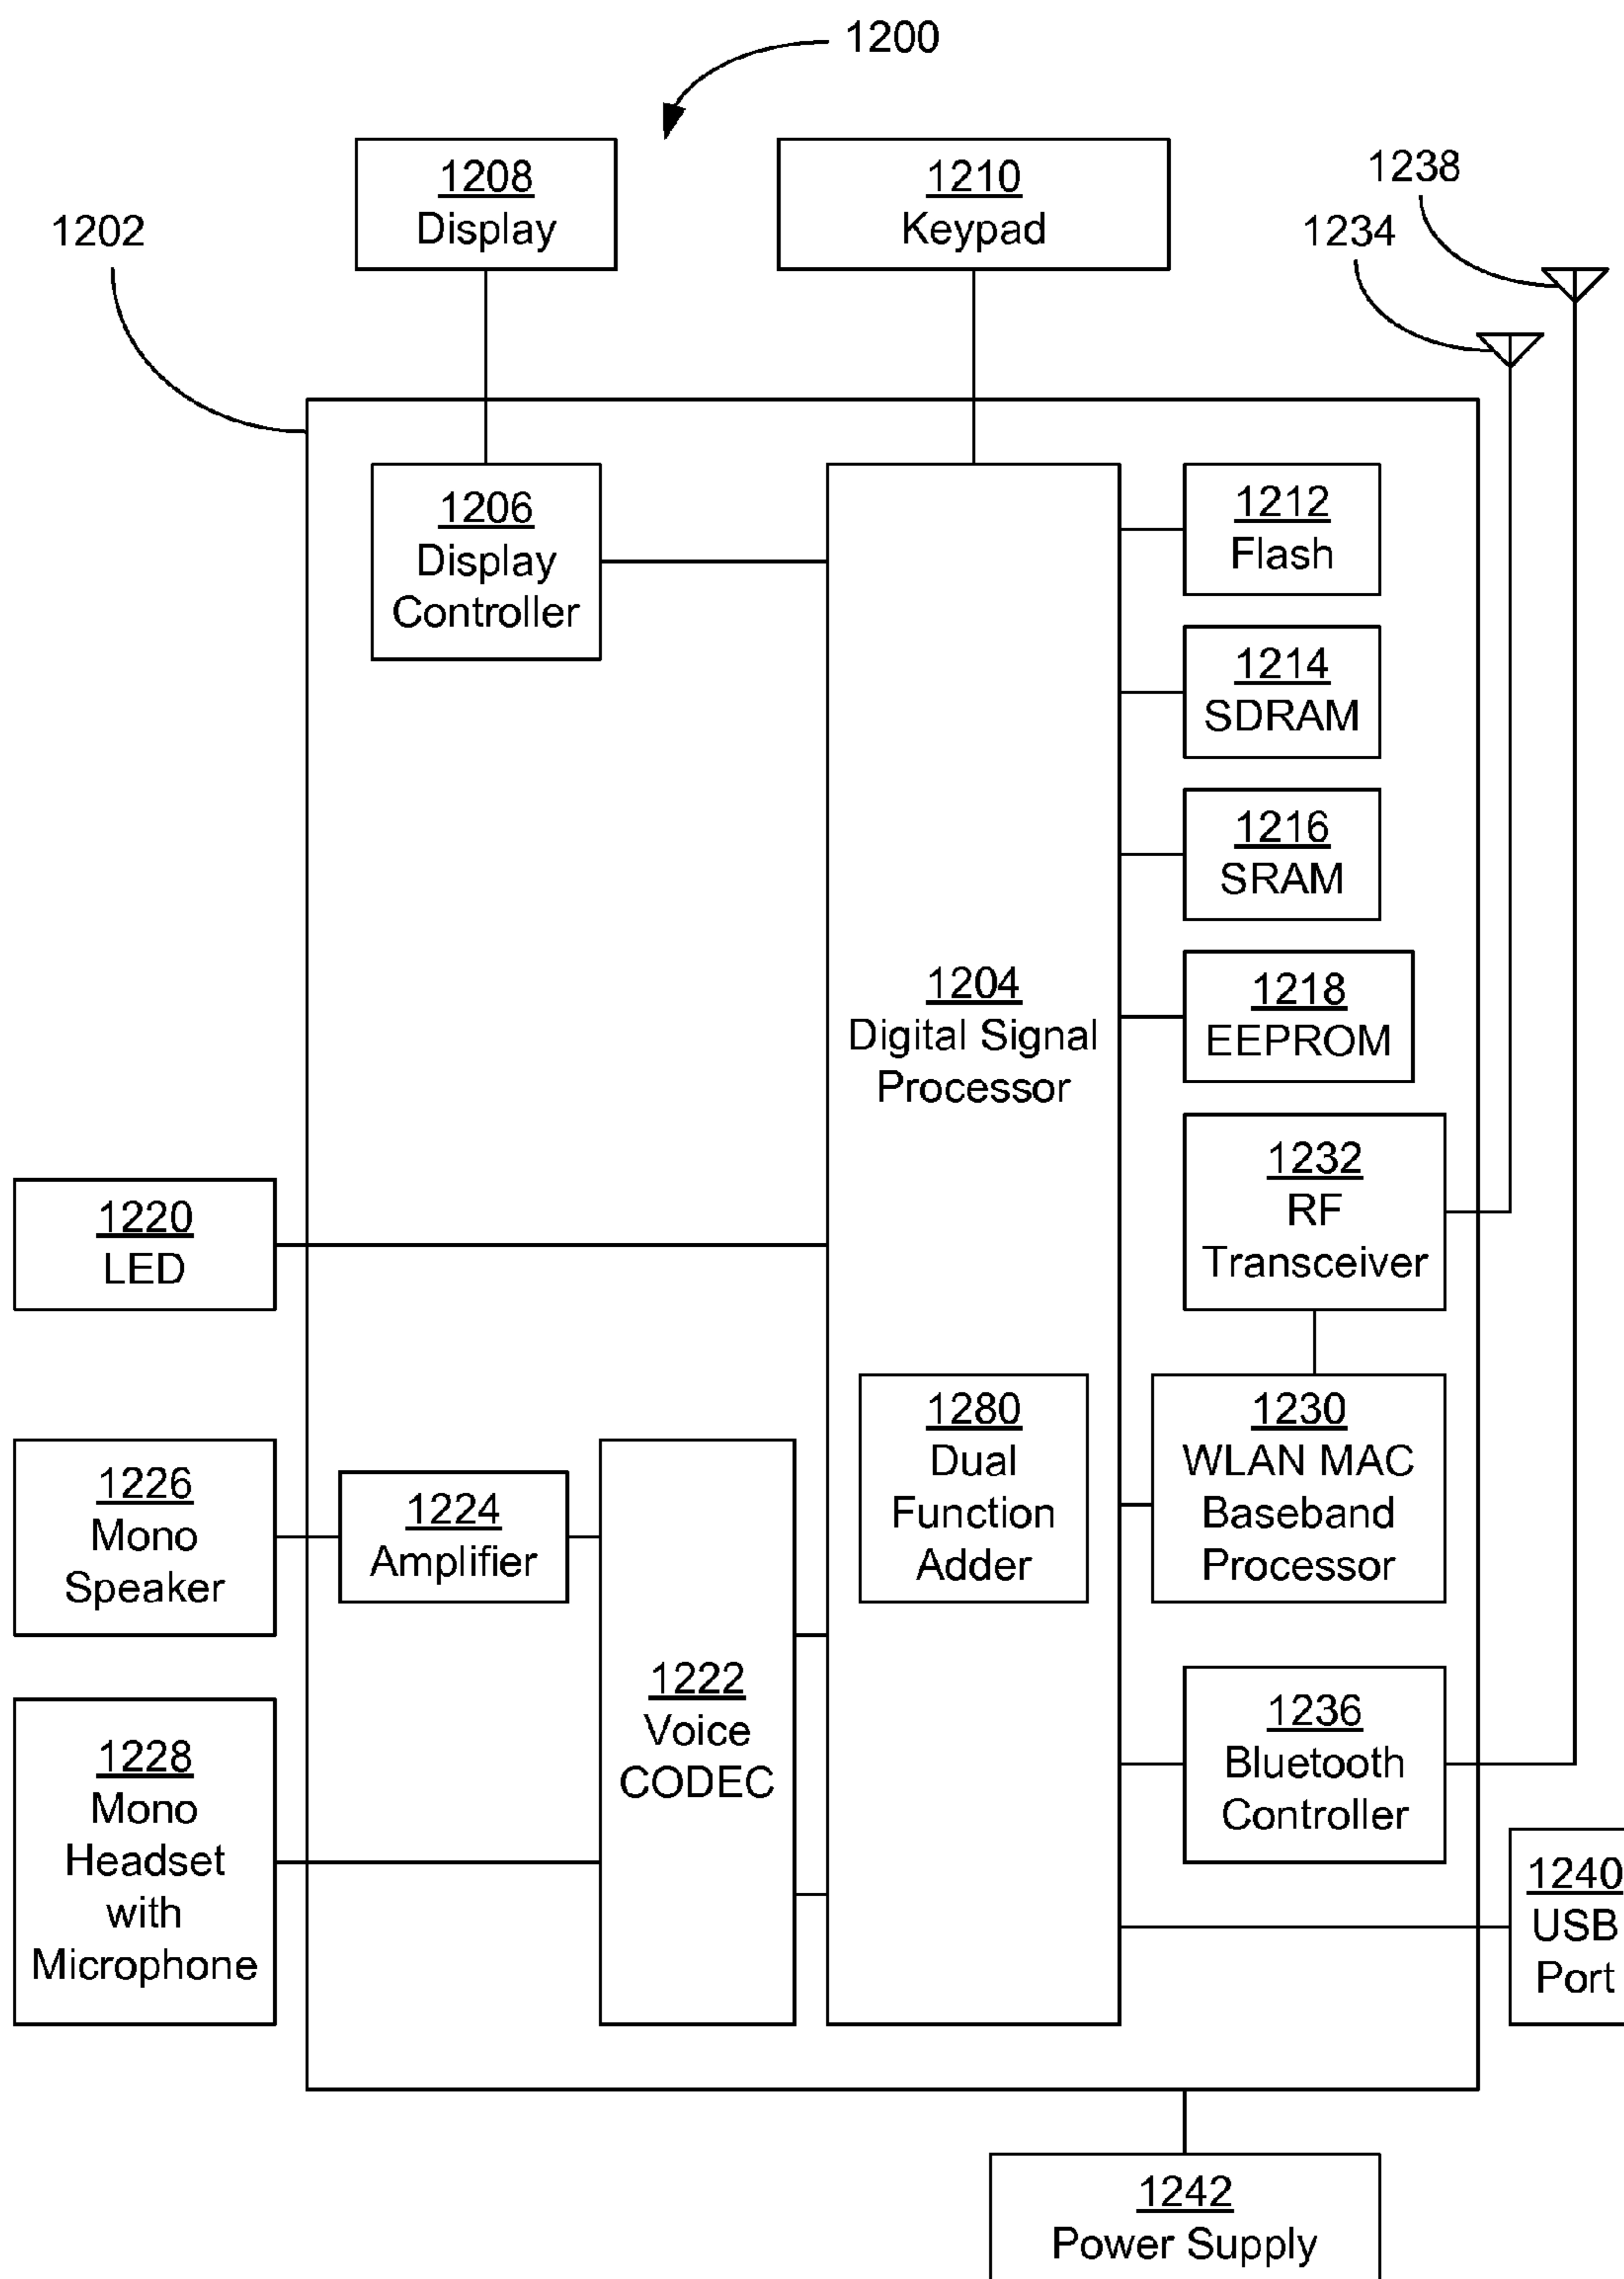 1200
1208
Display
1210
Keypad
1238
1234
1202
1206
Display
Controller
1212
Flash
1214
SDRAM
1216
SRAM
1204
Digital Signal
Processor
1218
EEPROM
1232
RF
Transceiver
1220
LED
1280
Dual
Function
Adder
1230
WLAN MAC
Baseband
Processor
1226
Mono
Speaker
1224
Amplifier
1222
Voice
CODEC
1236
Bluetooth
Controller
1228
Mono
Headset
with
Microphone
1240
USB
Port
1242
Power Supply